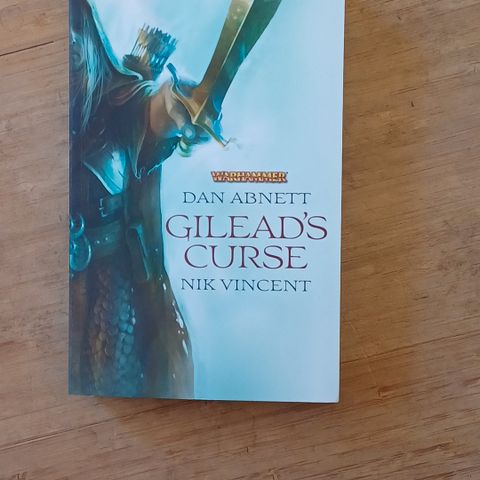 WARHAMMER
DAN ABNETT
GILEAD'S
CURSE
NIK VINCENT